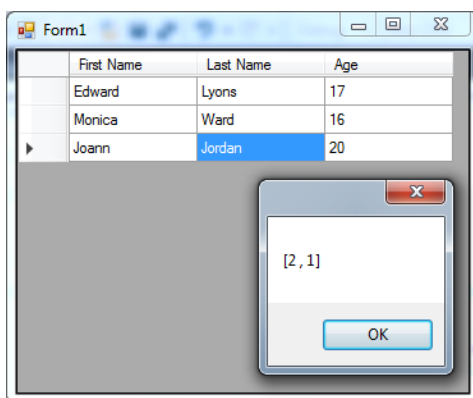 Form1
First Name Last Name Age
Edward Lyons 17
Monica Ward 16
Joann Jordan 20
[2 , 1]
OK